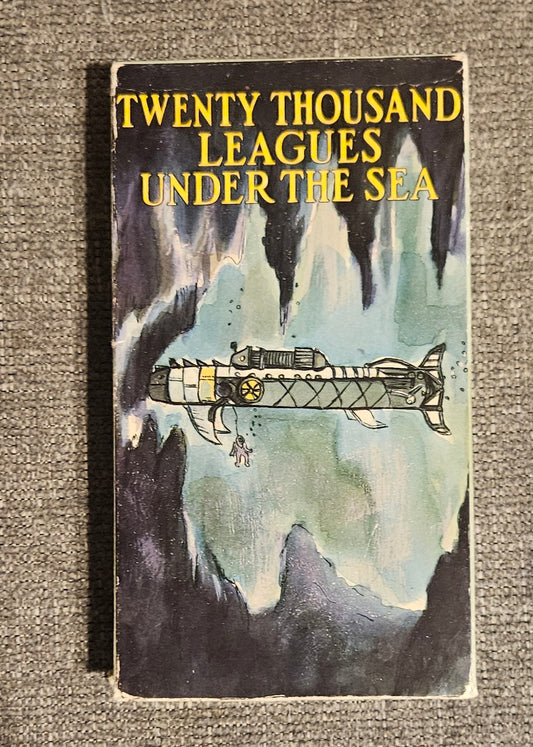 TWENTY THOUSAND
LEAGUES
UNDER THE SEA